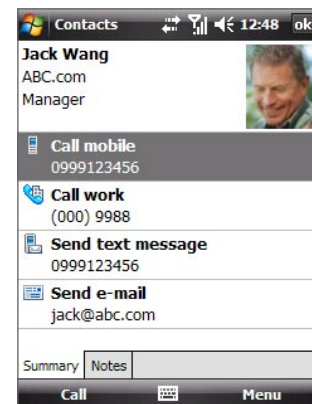 Contacts 12:48 ok
Jack Wang
ABC.com
Manager
Call mobile
0999123456
Call work
(000) 9988
Send text message
0999123456
Send e-mail
jack@abc.com
Summary Notes
Call Menu